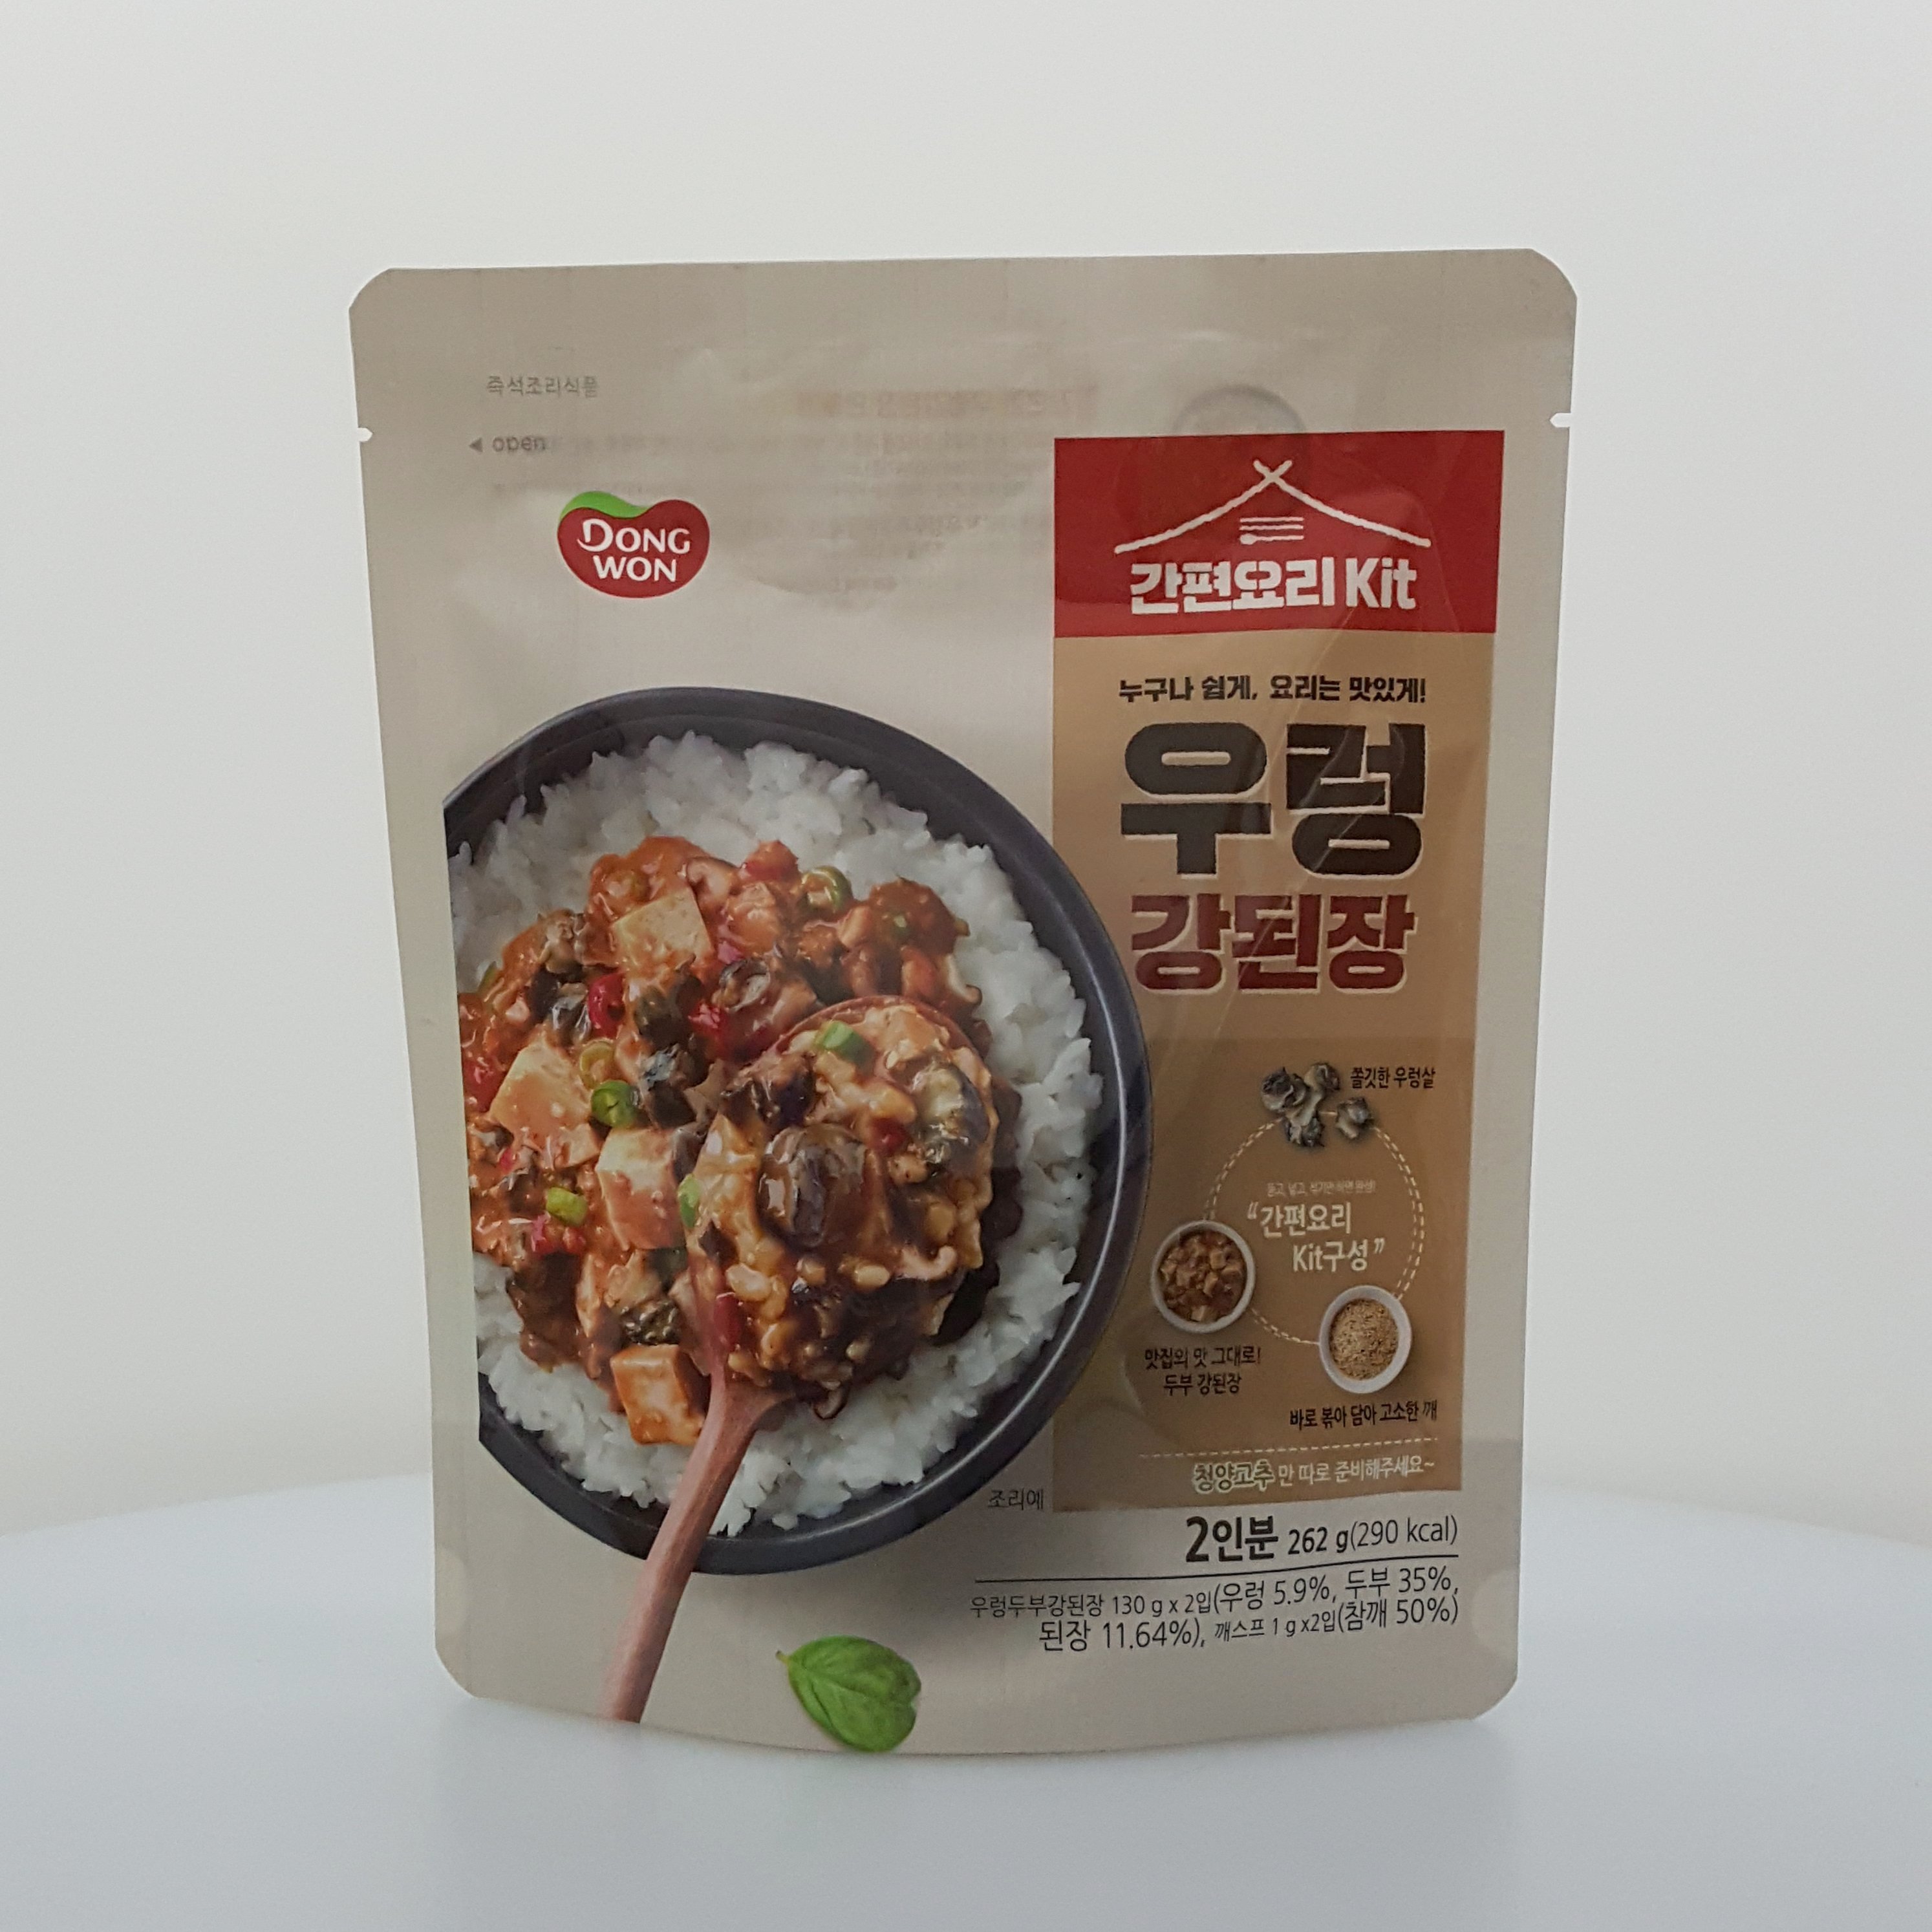 즉석조리식품
◀ open
DONG
WON
간편요리 Kit
누구나 쉽게, 요리는 맛있게!
우렁
강된장
쫄깃한 우렁살
“간편요리
Kit구성”
맛집의 맛 그대로!
두부 강된장
바로 볶아 담아 고소한 깨
청양고추만 따로 준비해주세요~
조리예
2인분 262 g(290 kcal)
우렁두부강된장 130 g x 2입(우렁 5.9%, 두부 35%,
된장 11.64%), 깨스프 1 g x2입(참깨 50%)